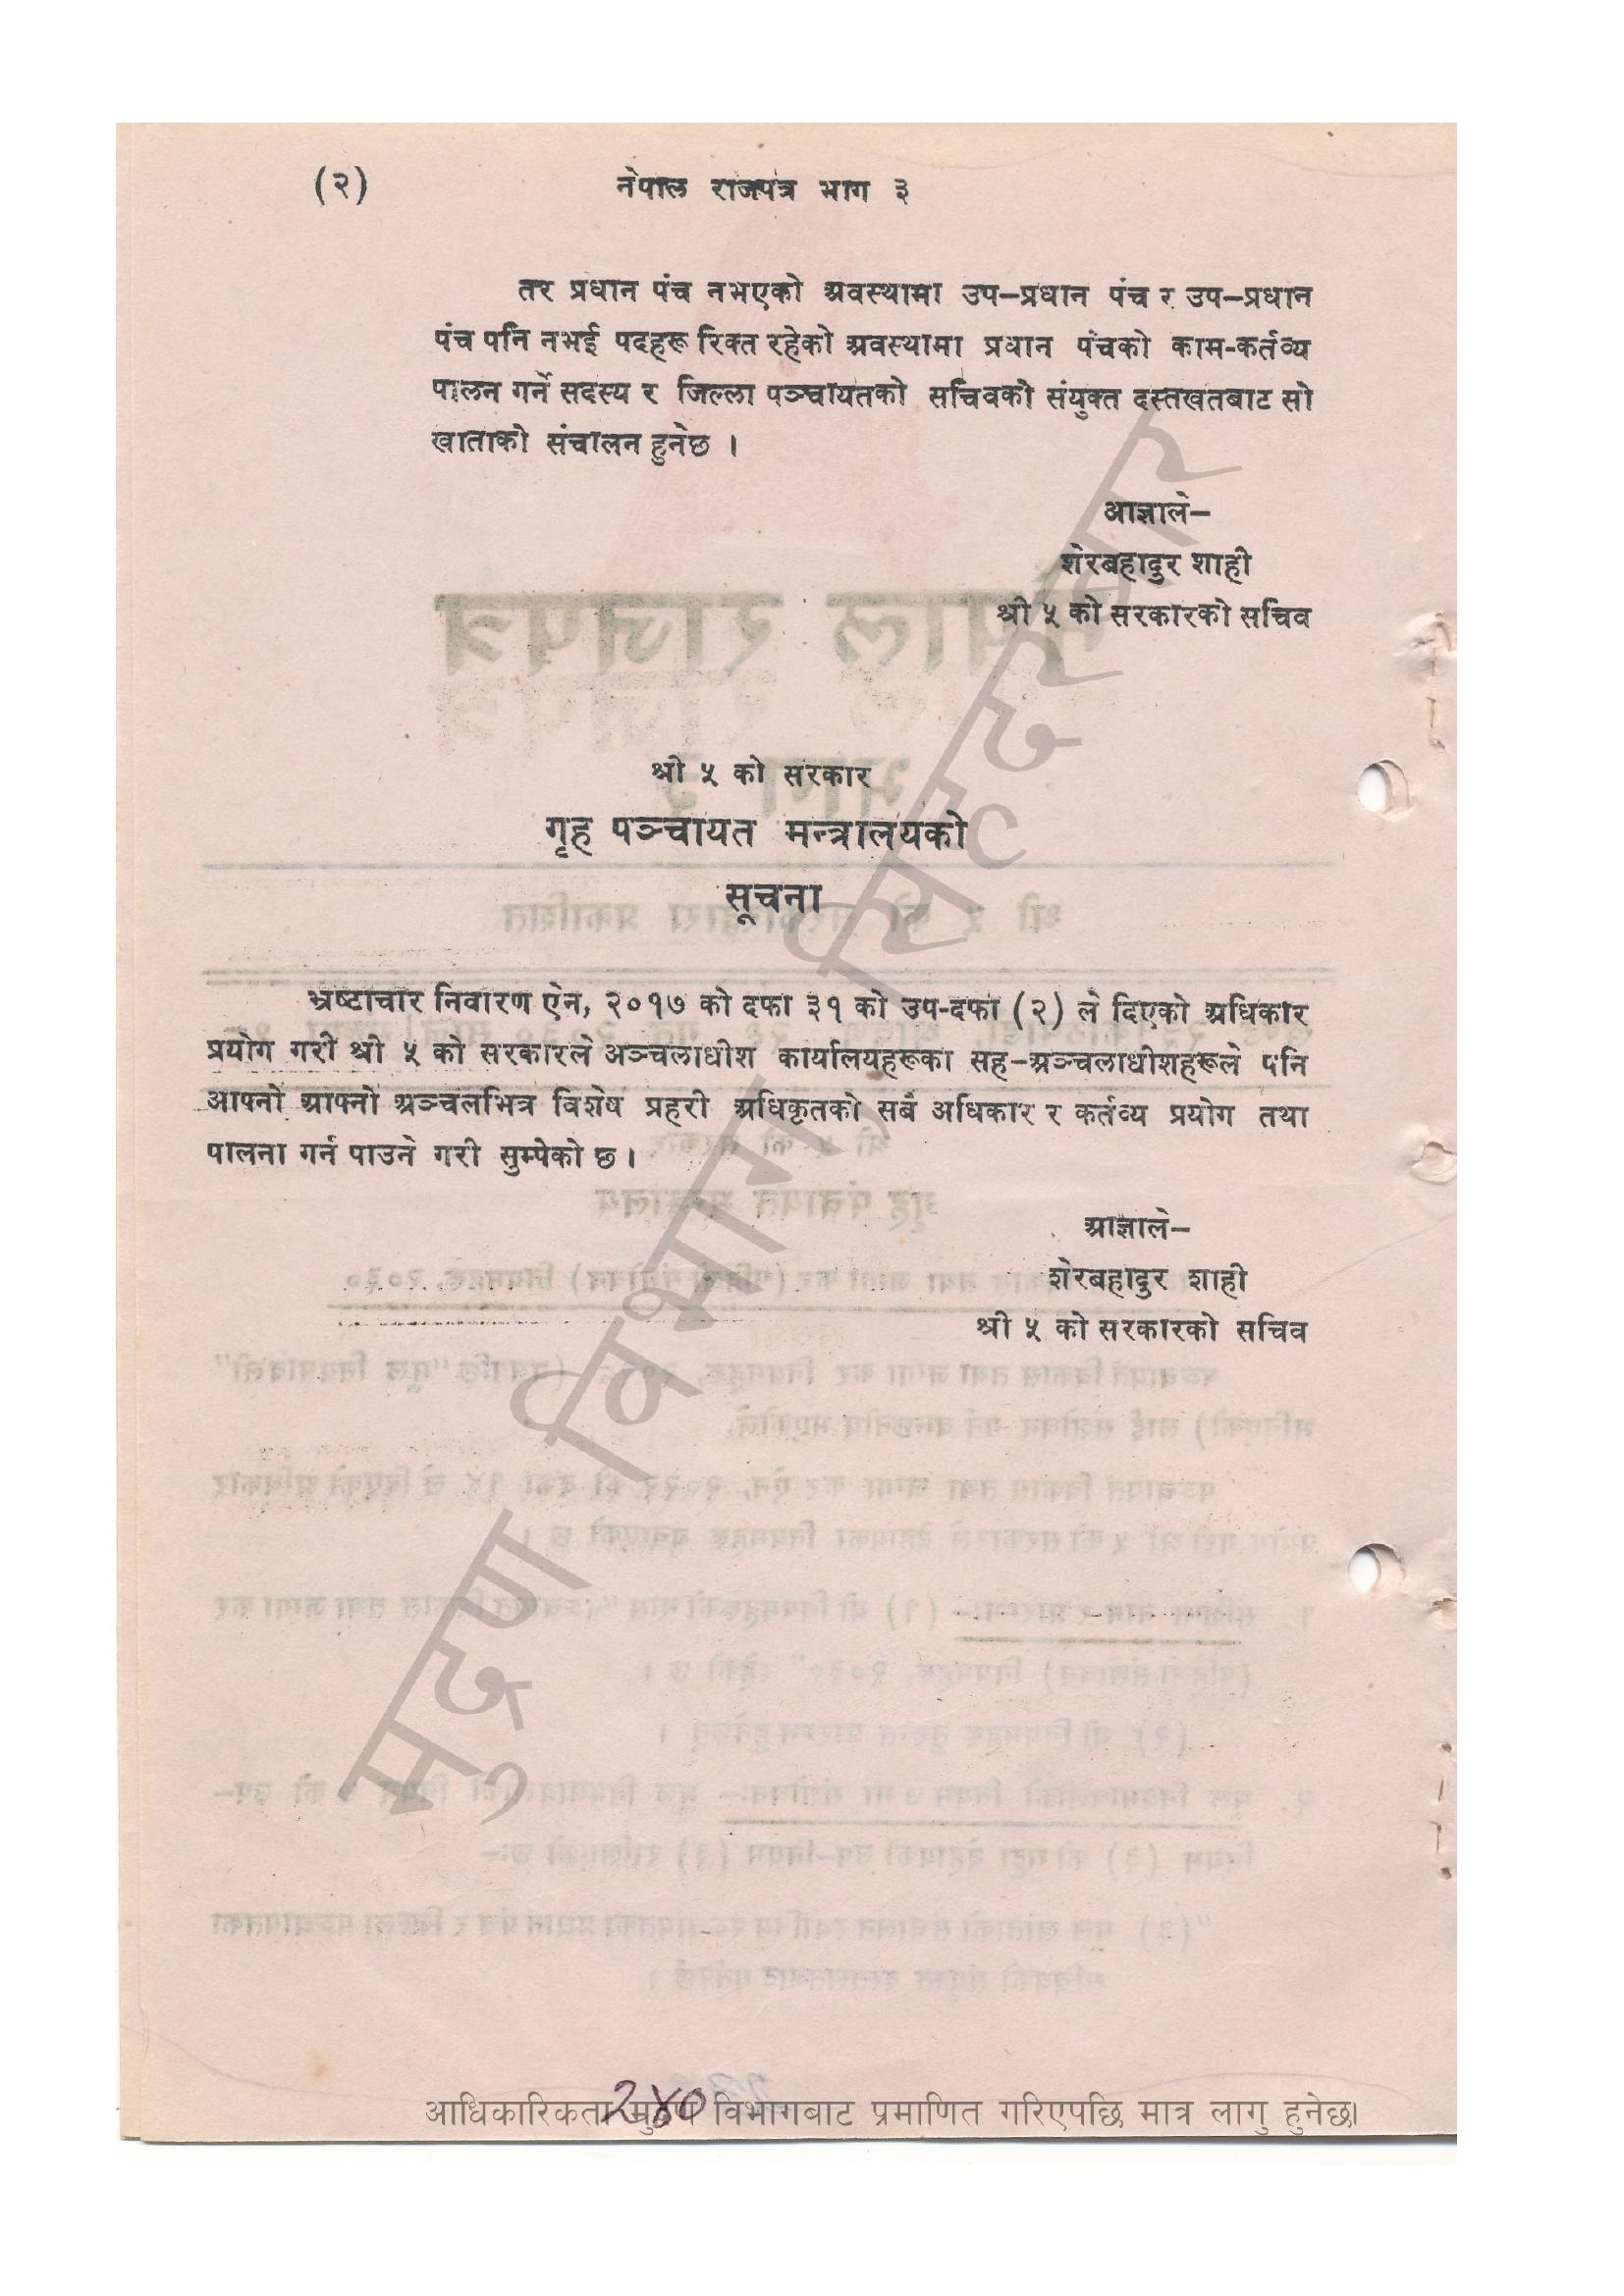 (२) नेपाल राजपत्र भाग ३
तर प्रधान पंच नभएको अवस्थामा उप–प्रधान पंच र उप–प्रधान
पंच पनि नभई पदहरू रिक्त रहेको अवस्थामा प्रधान पंचको काम-कर्तव्य
पालन गर्ने सदस्य र जिल्ला पञ्चायतको सचिवको संयुक्त दस्तखतबाट सो
खाताको संचालन हुनेछ ।
आज्ञाले–
शेरबहादुर शाही
श्री ५ को सरकारको सचिव
श्री ५ को सरकार
गृह पञ्चायत मन्त्रालयको
सूचना
भ्रष्टाचार निवारण ऐन, २०१७ को दफा ३१ को उप-दफा (२) ले दिएको अधिकार
प्रयोग गरी श्री ५ को सरकारले अञ्चलाधीश कार्यालयहरूका सह–अञ्चलाधीशहरूले पनि
आफ्नो आफ्नो अञ्चलभित्र विशेष प्रहरी अधिकृतको सबै अधिकार र कर्तव्य प्रयोग तथा
पालना गर्न पाउने गरी सुम्पेको छ ।
आज्ञाले–
शेरबहादुर शाही
श्री ५ को सरकारको सचिव
मुद्रण विभाग, सिंहदरबार
२४०
आधिकारिकता मुद्रण विभागबाट प्रमाणित गरिएपछि मात्र लागु हुनेछ।